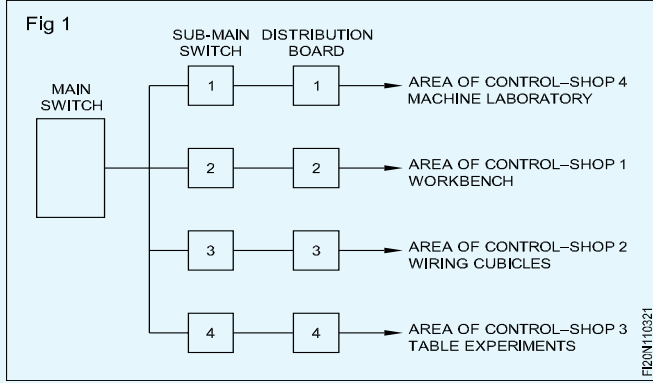 Fig 1
SUB-MAIN
SWITCH
DISTRIBUTION
BOARD
MAIN
SWITCH
1
1
AREA OF CONTROL–SHOP 4
MACHINE LABORATORY
2
2
AREA OF CONTROL–SHOP 1
WORKBENCH
3
3
AREA OF CONTROL–SHOP 2
WIRING CUBICLES
4
4
AREA OF CONTROL–SHOP 3
TABLE EXPERIMENTS
FI20N110321